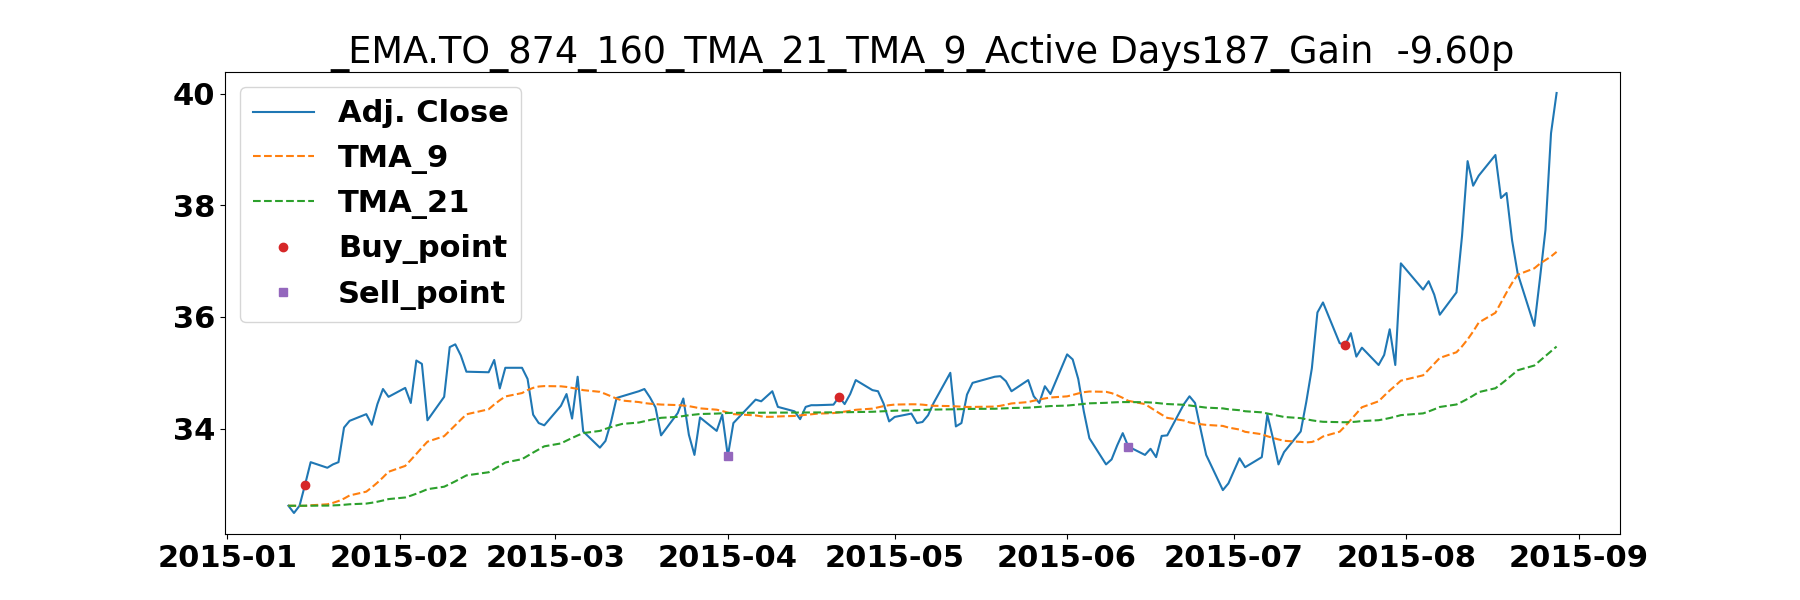 _EMA.TO_874_160_TMA_21_TMA_9_Active Days187_Gain  -9.60p
40
38
36
34
Adj. Close
TMA_9
TMA_21
Buy_point
Sell_point
2015-01 2015-02 2015-03 2015-04 2015-05 2015-06 2015-07 2015-08 2015-09